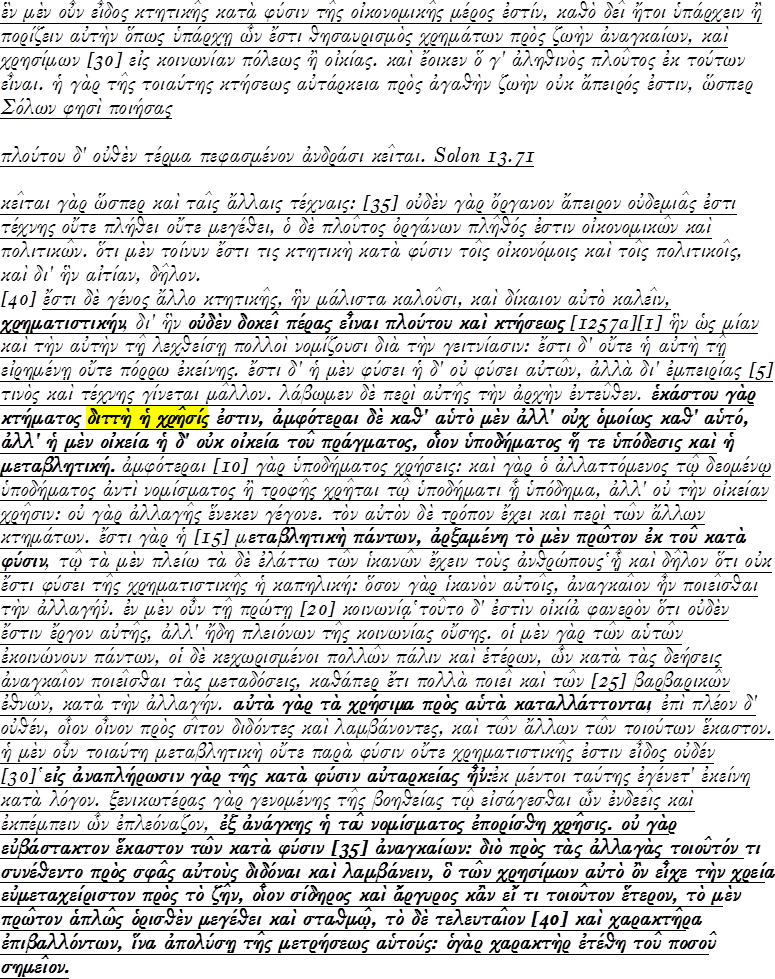 ἓν μὲν οὖν εἶδος κτητικῆς κατὰ φύσιν τῆς οἰκονομικῆς μέρος ἐστίν, καθὸ δεῖ ἤτοι ὑπάρχειν ἢ
πορίζειν αὐτὴν ὅπως ὑπάρχῃ ὧν ἔστι θησαυρισμὸς χρημάτων πρὸς ζωὴν ἀναγκαίων, καὶ
χρησίμων [30] εἰς κοινωνίαν πόλεως ἢ οἰκίας. καὶ ἔοικεν ὅ γ' ἀληθινὸς πλοῦτος ἐκ τούτων
εἶναι. ἡ γὰρ τῆς τοιαύτης κτήσεως αὐτάρκεια πρὸς ἀγαθὴν ζωὴν οὐκ ἄπειρός ἐστιν, ὥσπερ
Σόλων φησὶ ποιήσας
πλούτου δ' οὐθὲν τέρμα πεφασμένον ἀνδράσι κεῖται. Solon 13.71
κεῖται γὰρ ὥσπερ καὶ ταῖς ἄλλαις τέχναις: [35] οὐδὲν γὰρ ὄργανον ἄπειρον οὐδεμιᾶς ἐστι
τέχνης οὔτε πλήθει οὔτε μεγέθει, ὁ δὲ πλοῦτος ὀργάνων πλῆθός ἐστιν οἰκονομικῶν καὶ
πολιτικῶν. ὅτι μὲν τοίνυν ἔστι τις κτητικὴ κατὰ φύσιν τοῖς οἰκονόμοις καὶ τοῖς πολιτικοῖς,
καὶ δι' ἣν αἰτίαν, δῆλον.
[40] ἔστι δὲ γένος ἄλλο κτητικῆς, ἣν μάλιστα καλοῦσι, καὶ δίκαιον αὐτὸ καλεῖν,
χρηματιστικήν, δι' ἣν οὐδὲν δοκεῖ πέρας εἶναι πλούτου καὶ κτήσεως [1257a][1] ἣν ὡς μίαν
καὶ τὴν αὐτὴν τῇ λεχθείσῃ πολλοὶ νομίζουσι διὰ τὴν γειτνίασιν: ἔστι δ' οὔτε ἡ αὐτὴ τῇ
εἰρημένῃ οὔτε πόρρω ἐκείνης. ἔστι δ' ἡ μὲν φύσει ἡ δ' οὐ φύσει αὐτῶν, ἀλλὰ δι' ἐμπειρίας [5]
τινὸς καὶ τέχνης γίνεται μᾶλλον. λάβωμεν δὲ περὶ αὐτῆς τὴν ἀρχὴν ἐντεῦθεν. ἑκάστου γὰρ
κτήματος διττὴ ἡ χρῆσίς ἐστιν, ἀμφότεραι δὲ καθ' αὑτὸ μὲν ἀλλ' οὐχ ὁμοίως καθ' αὑτό,
ἀλλ' ἡ μὲν οἰκεία ἡ δ' οὐκ οἰκεία τοῦ πράγματος, οἷον ὑποδήματος ἥ τε ὑπόδεσις καὶ ἡ
μεταβλητική. ἀμφότεραι [10] γὰρ ὑποδήματος χρήσεις: καὶ γὰρ ὁ ἀλλαττόμενος τῷ δεομένῳ
ὑποδήματος ἀντὶ νομίσματος ἢ τροφῆς χρῆται τῷ ὑποδήματι ᾗ ὑπόδημα, ἀλλ' οὐ τὴν οἰκείαν
χρῆσιν: οὐ γὰρ ἀλλαγῆς ἕνεκεν γέγονε. τὸν αὐτὸν δὲ τρόπον ἔχει καὶ περὶ τῶν ἄλλων
κτημάτων. ἔστι γὰρ ἡ [15] μεταβλητικὴ πάντων, ἀρξαμένη τὸ μὲν πρῶτον ἐκ τοῦ κατὰ
φύσιν, τῷ τὰ μὲν πλείω τὰ δὲ ἐλάττω τῶν ἱκανῶν ἔχειν τοὺς ἀνθρώπους ᾗ καὶ δῆλον ὅτι οὐκ
ἔστι φύσει τῆς χρηματιστικῆς ἡ καπηλική: ὅσον γὰρ ἱκανὸν αὐτοῖς, ἀναγκαῖον ἦν ποιεῖσθαι
τὴν ἀλλαγήν. ἐν μὲν οὖν τῇ πρώτῃ [20] κοινωνίᾳ τοῦτο δ' ἐστὶν οἰκία φανερὸν ὅτι οὐδὲν
ἔστιν ἔργον αὐτῆς, ἀλλ' ἤδη πλειόνων τῆς κοινωνίας οὔσης. οἱ μὲν γὰρ τῶν αὐτῶν
ἐκοινώνουν πάντων, οἱ δὲ κεχωρισμένοι πολλῶν πάλιν καὶ ἑτέρων, ὧν κατὰ τὰς δεήσεις
ἀναγκαῖον ποιεῖσθαι τὰς μεταδόσεις, καθάπερ ἔτι πολλὰ ποιεῖ καὶ τῶν [25] βαρβαρικῶν
ἐθνῶν, κατὰ τὴν ἀλλαγήν. αὐτὰ γὰρ τὰ χρήσιμα πρὸς αὑτὰ καταλλάττονται, ἐπὶ πλέον δ'
οὐθέν, οἷον οἶνον πρὸς σῖτον διδόντες καὶ λαμβάνοντες, καὶ τῶν ἄλλων τῶν τοιούτων ἕκαστον.
ἡ μὲν οὖν τοιαύτη μεταβλητικὴ οὔτε παρὰ φύσιν οὔτε χρηματιστικῆς ἐστιν εἶδος οὐδέν
[30] εἰς ἀναπλήρωσιν γὰρ τῆς κατὰ φύσιν αὐταρκείας ἦν: ἐκ μέντοι ταύτης ἐγένετ' ἐκείνη
κατὰ λόγον. ξενικωτέρας γὰρ γενομένης τῆς βοηθείας τῷ εἰσάγεσθαι ὧν ἐνδεεῖς καὶ
ἐκπέμπειν ὧν ἐπλεόναζον, ἐξ ἀνάγκης ἡ τοῦ νομίσματος ἐπορίσθη χρῆσις. οὐ γὰρ
εὐβάστακτον ἕκαστον τῶν κατὰ φύσιν [35] ἀναγκαίων: διὸ πρὸς τὰς ἀλλαγὰς τοιοῦτόν τι
συνέθεντο πρὸς σφᾶς αὐτοὺς διδόναι καὶ λαμβάνειν, ὃ τῶν χρησίμων αὐτὸ ὂν εἶχε τὴν χρείαν
εὐμεταχείριστον πρὸς τὸ ζῆν, οἷον σίδηρος καὶ ἄργυρος κἂν εἴ τι τοιοῦτον ἕτερον, τὸ μὲν
πρῶτον ἁπλῶς ὁρισθὲν μεγέθει καὶ σταθμῷ, τὸ δὲ τελευταῖον [40] καὶ χαρακτῆρα
ἐπιβαλλόντων, ἵνα ἀπολύσῃ τῆς μετρήσεως αὐτούς: ὁ γὰρ χαρακτὴρ ἐτέθη τοῦ ποσοῦ
σημεῖον.